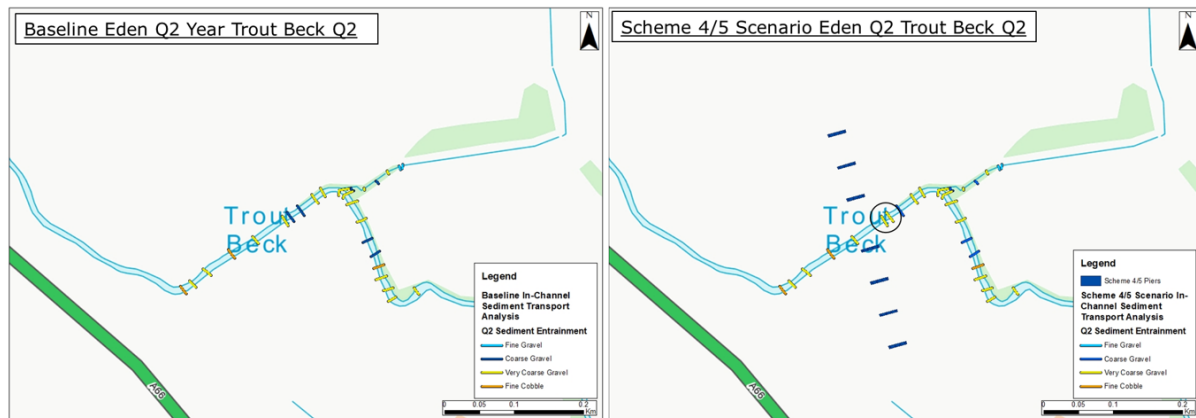 Baseline Eden Q2 Year Trout Beck Q2
N
Trout
Beck
A66
Legend
Baseline In-Channel
Sediment Transport
Analysis
Q2 Sediment Entrainment
Fine Gravel
Coarse Gravel
Very Coarse Gravel
Fine Cobble
0 0.05 0.1 0.2
Km
Scheme 4/5 Scenario Eden Q2 Trout Beck Q2
N
Trout
Beck
A66
Legend
Scheme 4/5 Piers
Scheme 4/5 Scenario In-
Channel Sediment
Transport Analysis
Q2 Sediment Entrainment
Fine Gravel
Coarse Gravel
Very Coarse Gravel
Fine Cobble
0 0.05 0.1 0.2
Km